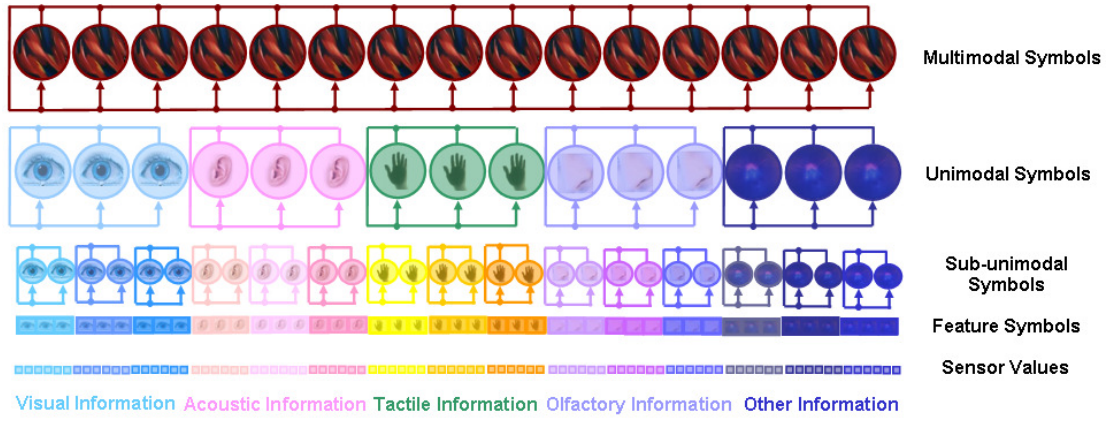 Multimodal Symbols
Unimodal Symbols
Sub-unimodal
Symbols
Feature Symbols
Sensor Values
Visual Information Acoustic Information Tactile Information Olfactory Information Other Information